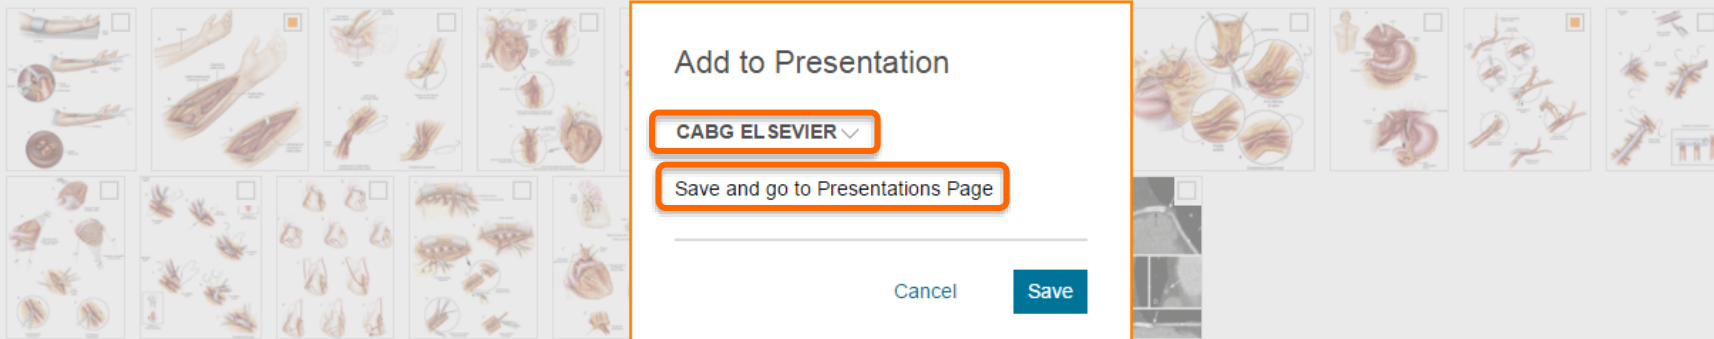 Add to Presentation
CABG ELSEVIER
Save and go to Presentations Page
Cancel
Save